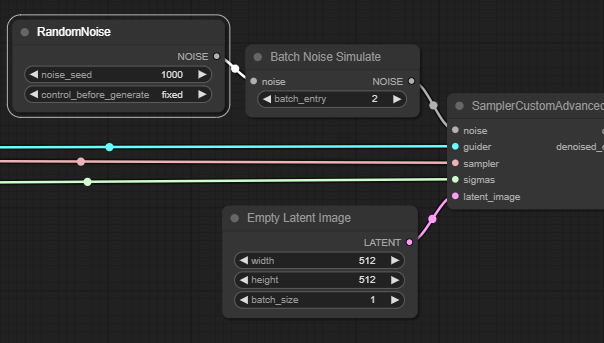 RandomNoise
NOISE
noise_seed 1000
control_before_generate fixed
Batch Noise Simulate
noise NOISE
batch_entry 2
SamplerCustomAdvanced
noise
guider denoised_
sampler
sigmas
latent_image
Empty Latent Image
LATENT
width 512
height 512
batch_size 1